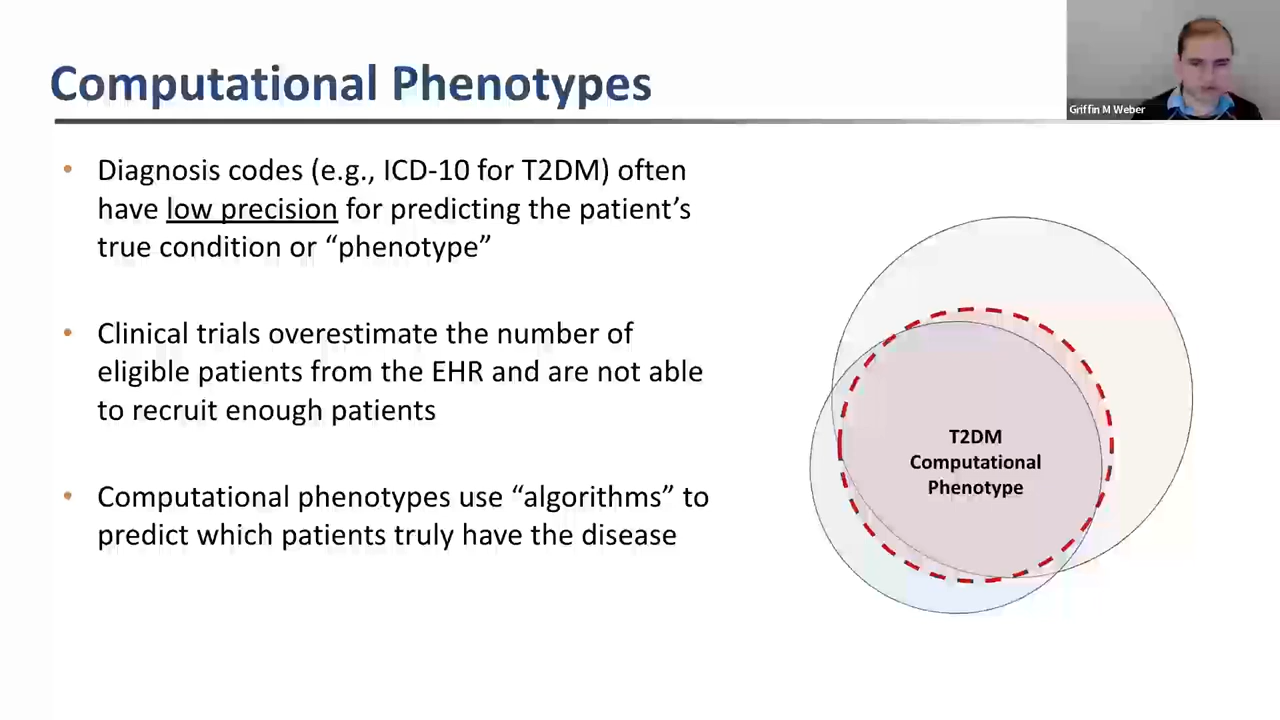 Computational Phenotypes
Griffin M Weber
• Diagnosis codes (e.g., ICD-10 for T2DM) often
have low precision for predicting the patient’s
true condition or “phenotype”
• Clinical trials overestimate the number of
eligible patients from the EHR and are not able
to recruit enough patients
• Computational phenotypes use “algorithms” to
predict which patients truly have the disease
T2DM
Computational
Phenotype